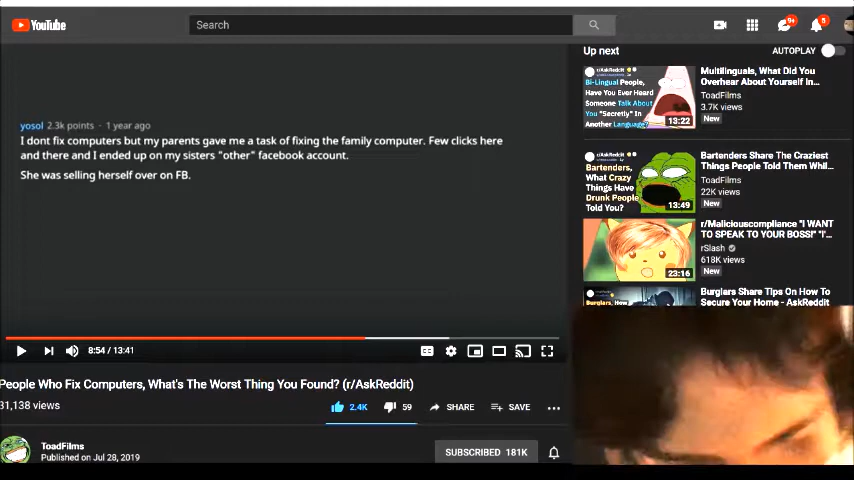 YouTube
Search
9+
6
yosol 2.3k points · 1 year ago
I dont fix computers but my parents gave me a task of fixing the family computer. Few clicks here
and there and I ended up on my sisters "other" facebook account.
She was selling herself over on FB.
8:54 / 13:41
People Who Fix Computers, What's The Worst Thing You Found? (r/AskReddit)
31,138 views
2.4K
59
SHARE
SAVE
ToadFilms
Published on Jul 28, 2019
SUBSCRIBED 181K
Up next
AUTOPLAY
r/AskReddit
Bi-Lingual People,
Have You Ever Heard
Someone Talk About
You "Secretly" In
Another Language?
13:22
Multilinguals, What Did You
Overhear About Yourself In...
ToadFilms
3.7K views
New
r/AskReddit
Bartenders,
What Crazy
Things Have
Drunk People
Told You?
13:49
Bartenders Share The Craziest
Things People Told Them Whil...
ToadFilms
22K views
New
23:16
r/Maliciouscompliance "I WANT
TO SPEAK TO YOUR BOSS!" "I'...
rSlash
618K views
New
Burglars, How
Burglars Share Tips On How To
Secure Your Home - AskReddit